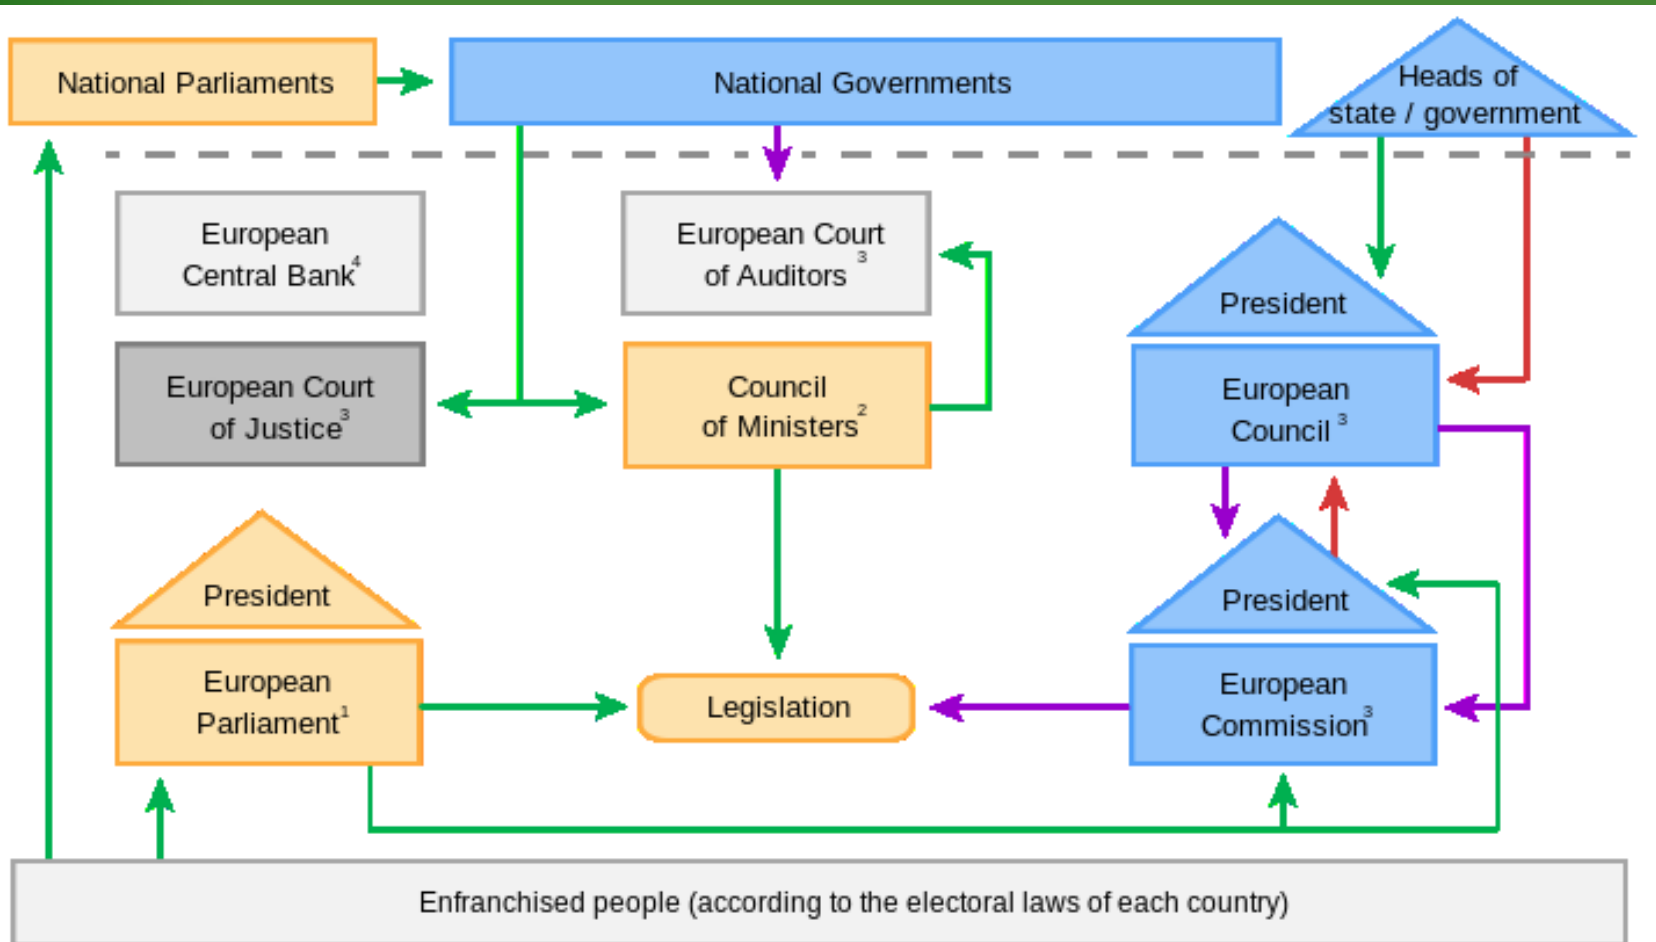 National Parliaments
National Governments
Heads of
state / government
European
Central Bank⁴
European Court
of Auditors ³
President
European Court
of Justice³
Council
of Ministers²
European
Council ³
President
President
European
Parliament¹
Legislation
European
Commission³
Enfranchised people (according to the electoral laws of each country)